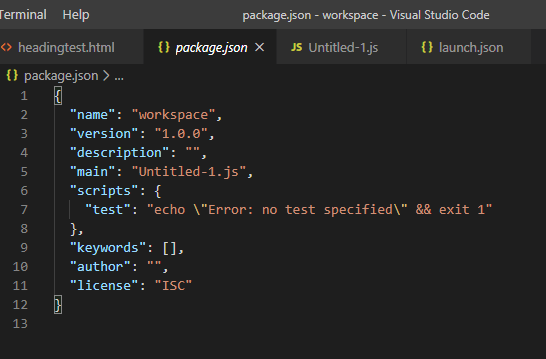 Terminal Help package.json - workspace - Visual Studio Code
<> headingtest.html {} package.json × JS Untitled-1.js {} launch.json
{} package.json > ...
1 {
2 "name": "workspace",
3 "version": "1.0.0",
4 "description": "",
5 "main": "Untitled-1.js",
6 "scripts": {
7 "test": "echo \"Error: no test specified\" && exit 1"
8 },
9 "keywords": [],
10 "author": "",
11 "license": "ISC"
12 }
13